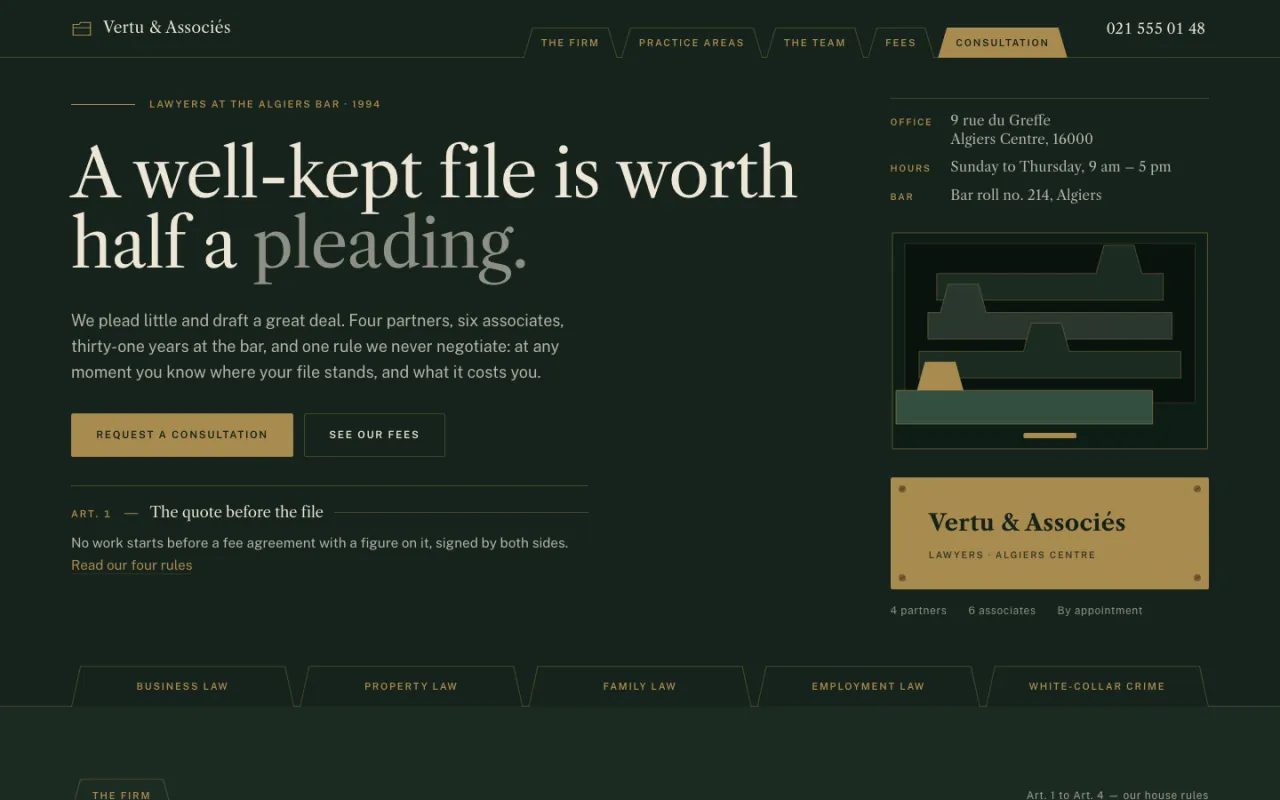 Vertu & Associés
THE FIRM
PRACTICE AREAS
THE TEAM
FEES
CONSULTATION
021 555 01 48
LAWYERS AT THE ALGIERS BAR · 1994
A well-kept file is worth
half a pleading.
We plead little and draft a great deal. Four partners, six associates,
thirty-one years at the bar, and one rule we never negotiate: at any
moment you know where your file stands, and what it costs you.
REQUEST A CONSULTATION
SEE OUR FEES
ART. 1 — The quote before the file
No work starts before a fee agreement with a figure on it, signed by both sides.
Read our four rules
OFFICE 9 rue du Greffe
Algiers Centre, 16000
HOURS Sunday to Thursday, 9 am – 5 pm
BAR Bar roll no. 214, Algiers
Vertu & Associés
LAWYERS · ALGIERS CENTRE
4 partners 6 associates By appointment
BUSINESS LAW
PROPERTY LAW
FAMILY LAW
EMPLOYMENT LAW
WHITE-COLLAR CRIME
THE FIRM
Art. 1 to Art. 4 — our house rules